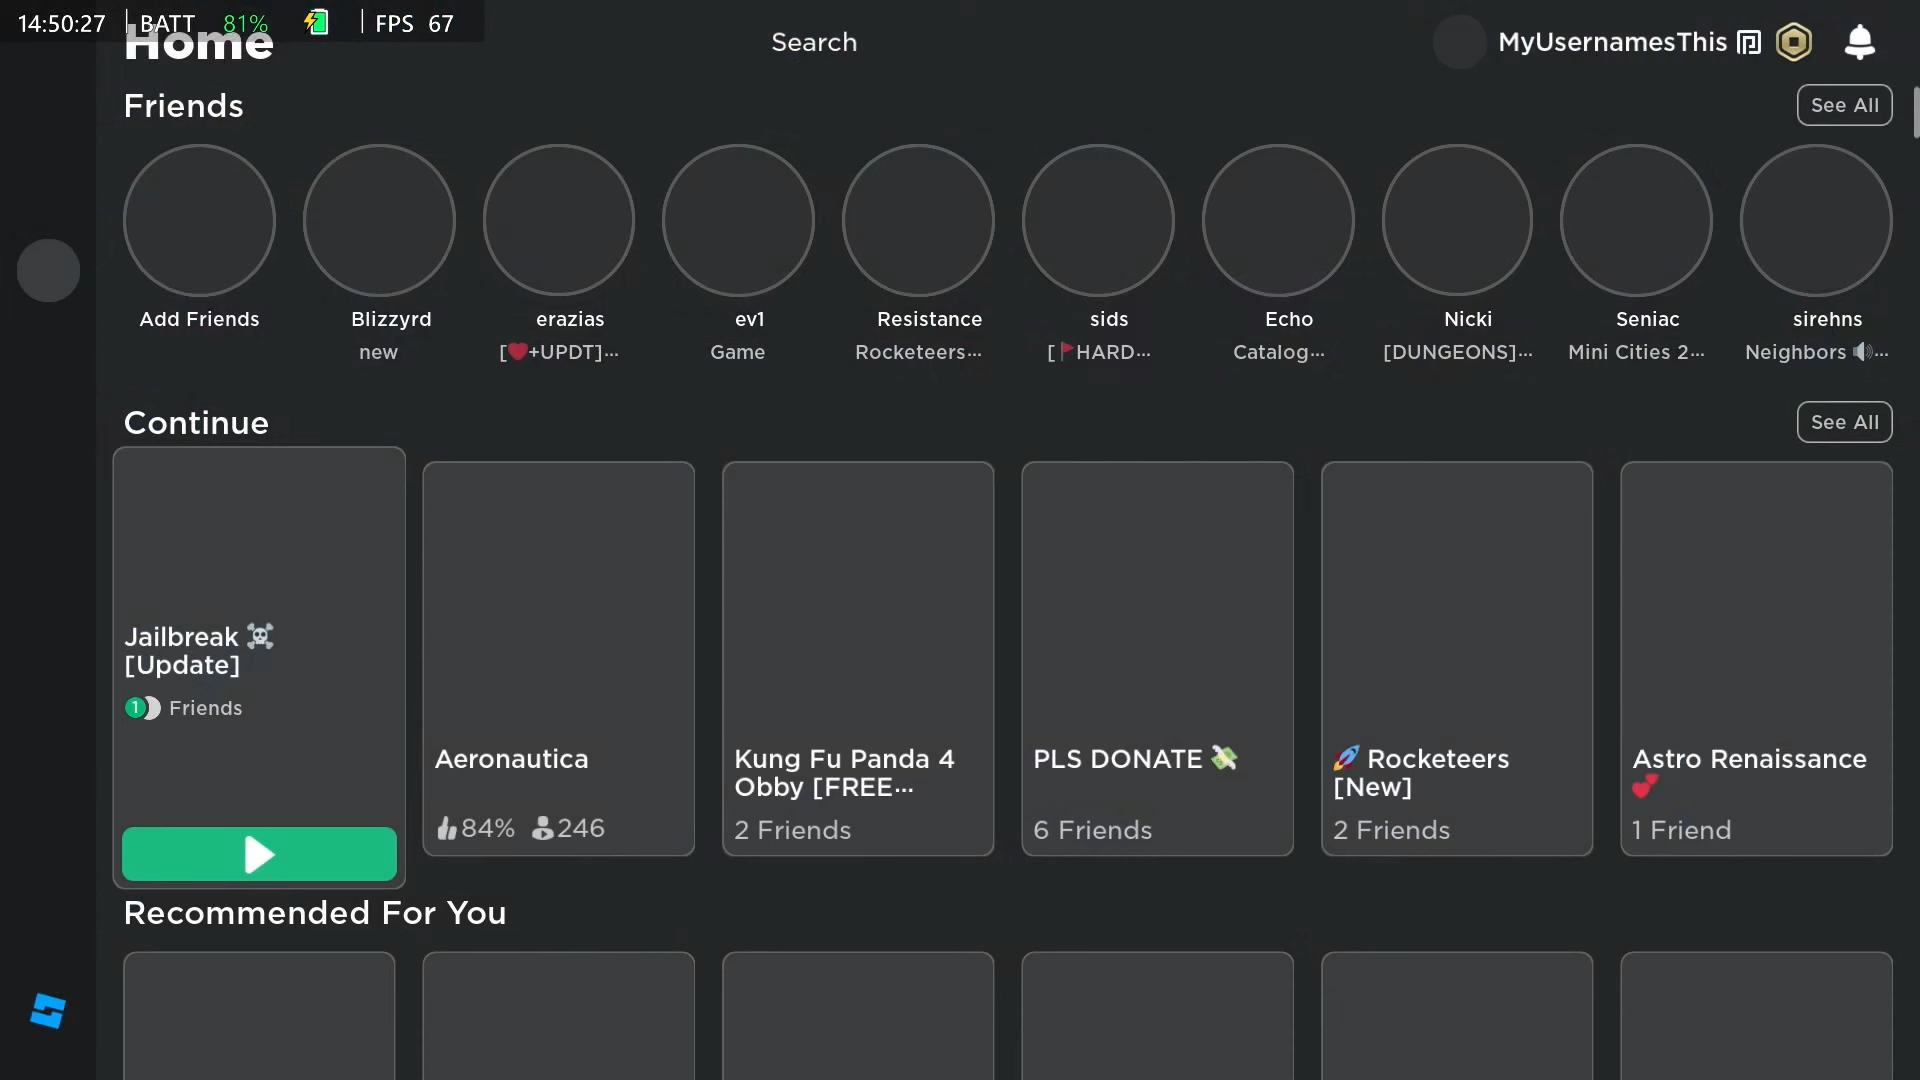 14:50:27 | BATT 81% | FPS 67
Home
Search
MyUsernamesThis
Friends
See All
Add Friends
Blizzyrd
new
erazias
[❤️+UPDT]...
ev1
Game
Resistance
Rocketeers...
sids
[🚩HARD...
Echo
Catalog...
Nicki
[DUNGEONS]...
Seniac
Mini Cities 2...
sirehns
Neighbors 🔊...
Continue
See All
Jailbreak ☠️
[Update]
1 Friends
Aeronautica
84% 246
Kung Fu Panda 4
Obby [FREE...
2 Friends
PLS DONATE 💸
6 Friends
🚀 Rocketeers
[New]
2 Friends
Astro Renaissance
💕
1 Friend
Recommended For You